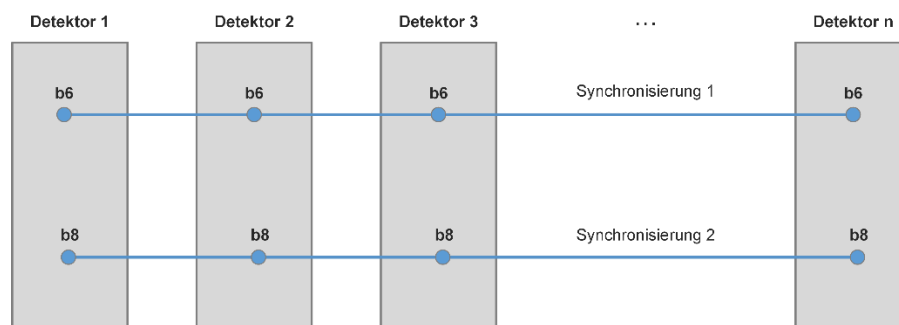 Detektor 1 Detektor 2 Detektor 3 ... Detektor n
b6 b6 b6 Synchronisierung 1 b6
b8 b8 b8 Synchronisierung 2 b8